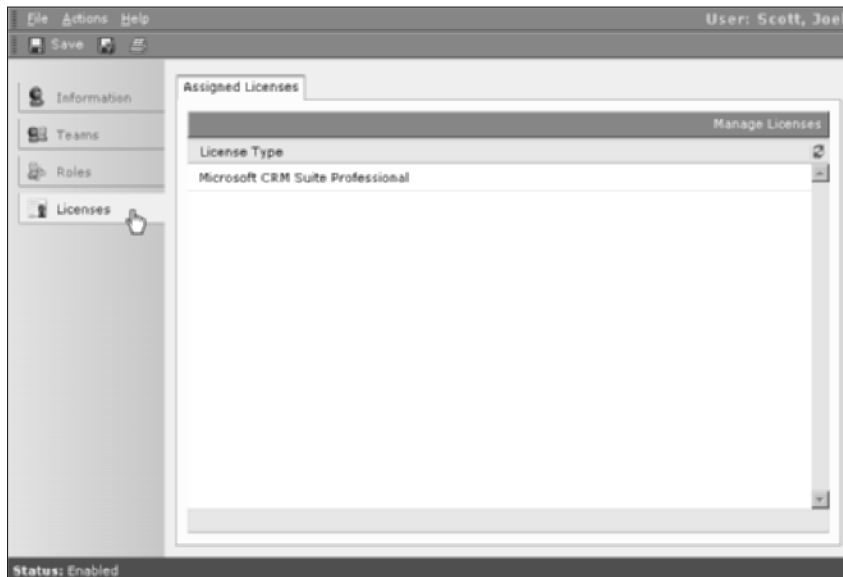 File Actions Help
User: Scott, Joel
Save
Information
Teams
Roles
Licenses
Assigned Licenses
Manage Licenses
License Type
Microsoft CRM Suite Professional
Status: Enabled